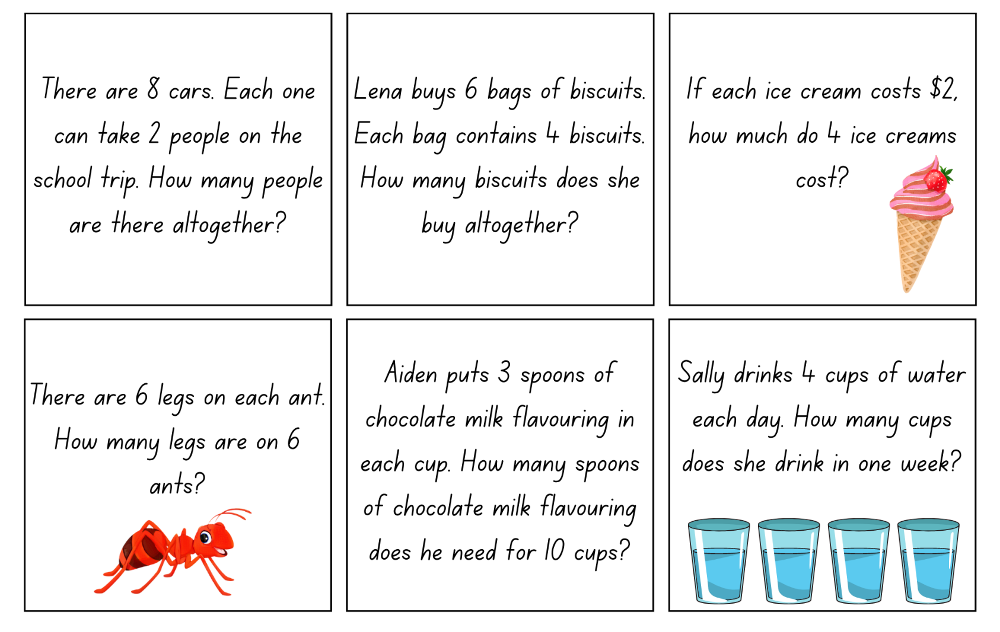 There are 8 cars. Each one
can take 2 people on the
school trip. How many people
are there altogether?
Lena buys 6 bags of biscuits.
Each bag contains 4 biscuits.
How many biscuits does she
buy altogether?
If each ice cream costs $2,
how much do 4 ice creams
cost?
There are 6 legs on each ant.
How many legs are on 6
ants?
Aiden puts 3 spoons of
chocolate milk flavouring in
each cup. How many spoons
of chocolate milk flavouring
does he need for 10 cups?
Sally drinks 4 cups of water
each day. How many cups
does she drink in one week?